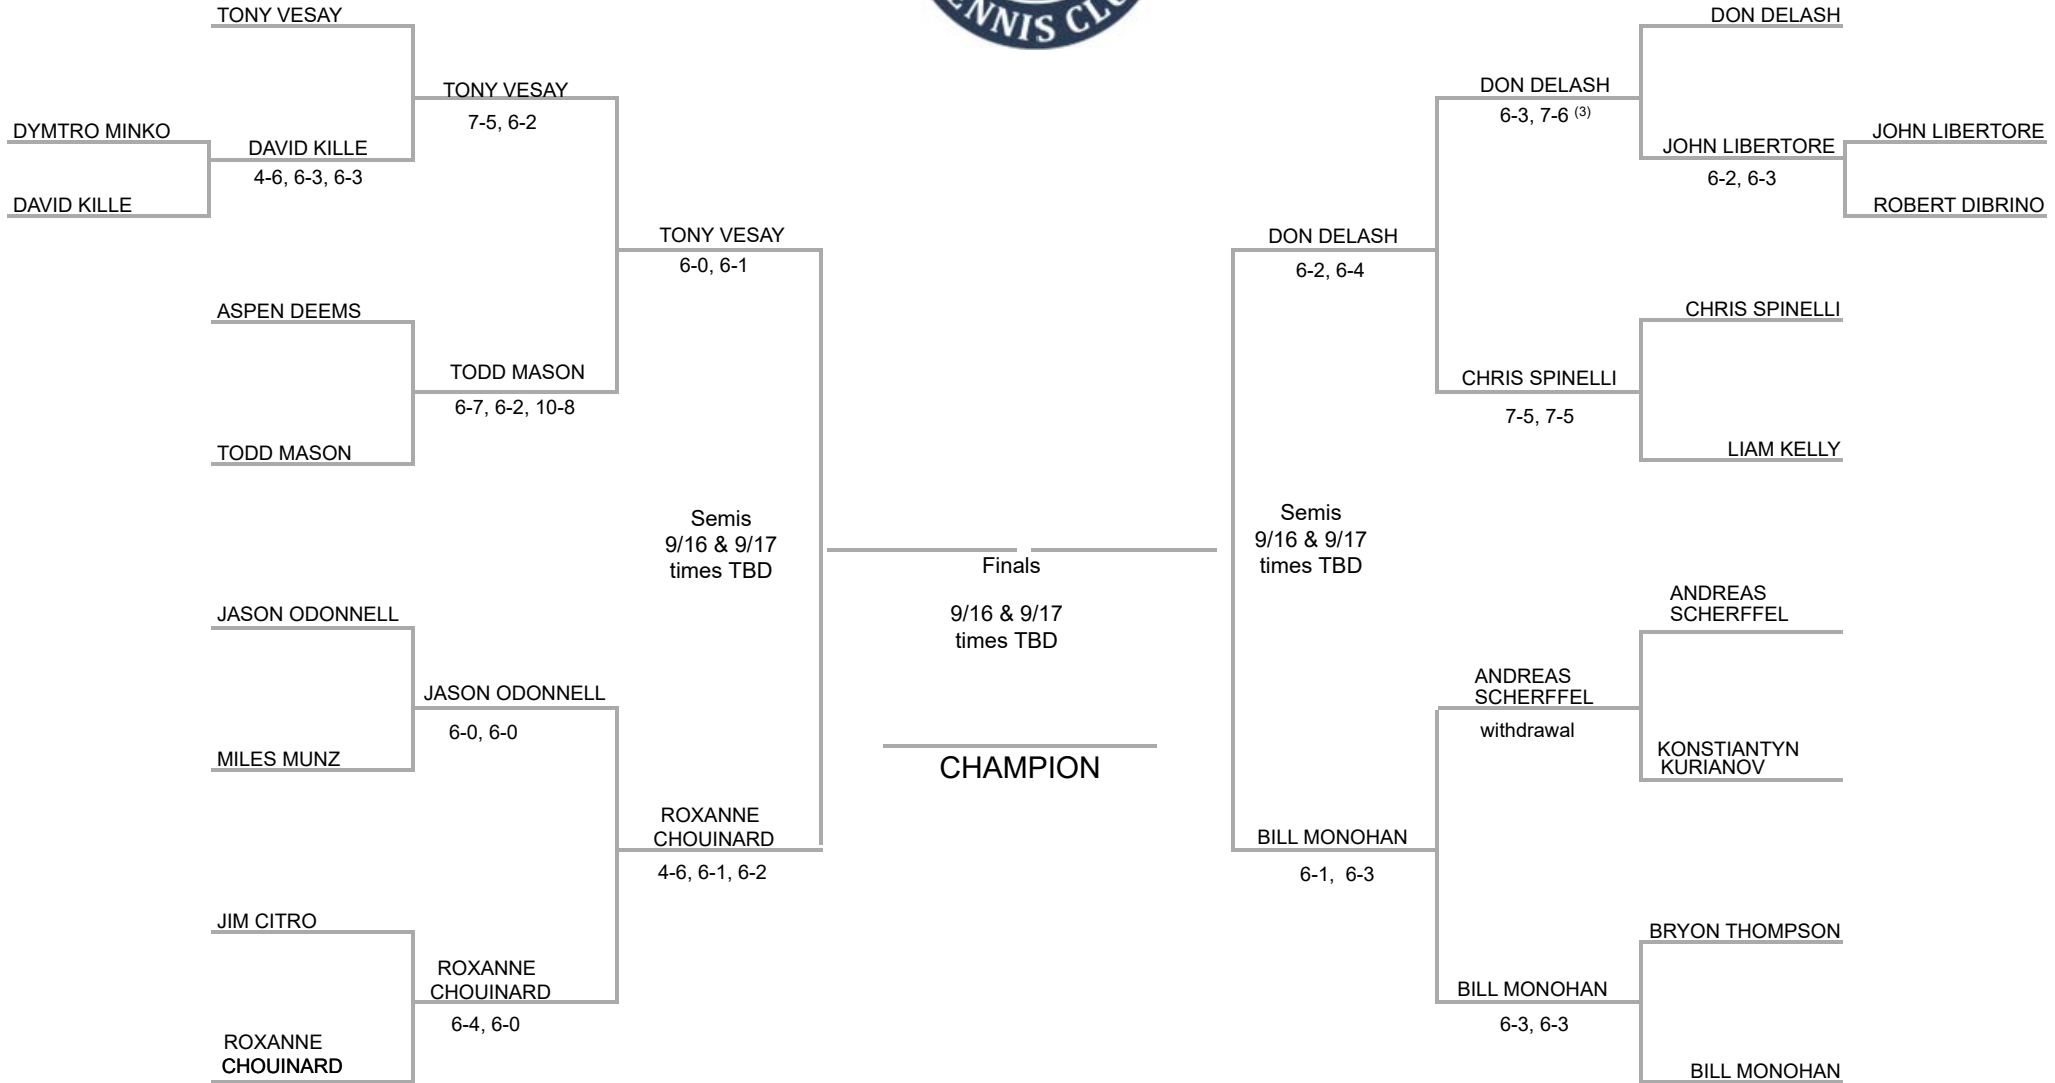 ENNIS CLU
TONY VESAY
DYMTRO MINKO
DAVID KILLE
DAVID KILLE
4-6, 6-3, 6-3
TONY VESAY
7-5, 6-2
ASPEN DEEMS
TODD MASON
TODD MASON
6-7, 6-2, 10-8
TONY VESAY
6-0, 6-1
JASON ODONNELL
MILES MUNZ
JASON ODONNELL
6-0, 6-0
JIM CITRO
ROXANNE
CHOUINARD
ROXANNE
CHOUINARD
6-4, 6-0
ROXANNE
CHOUINARD
4-6, 6-1, 6-2
Semis
9/16 & 9/17
times TBD
Finals
9/16 & 9/17
times TBD
CHAMPION
Semis
9/16 & 9/17
times TBD
DON DELASH
6-2, 6-4
DON DELASH
6-3, 7-6 (3)
DON DELASH
JOHN LIBERTORE
6-2, 6-3
JOHN LIBERTORE
ROBERT DIBRINO
CHRIS SPINELLI
7-5, 7-5
CHRIS SPINELLI
LIAM KELLY
BILL MONOHAN
6-1, 6-3
ANDREAS
SCHERFFEL
withdrawal
ANDREAS
SCHERFFEL
KONSTIANTYN
KURIANOV
BILL MONOHAN
6-3, 6-3
BRYON THOMPSON
BILL MONOHAN